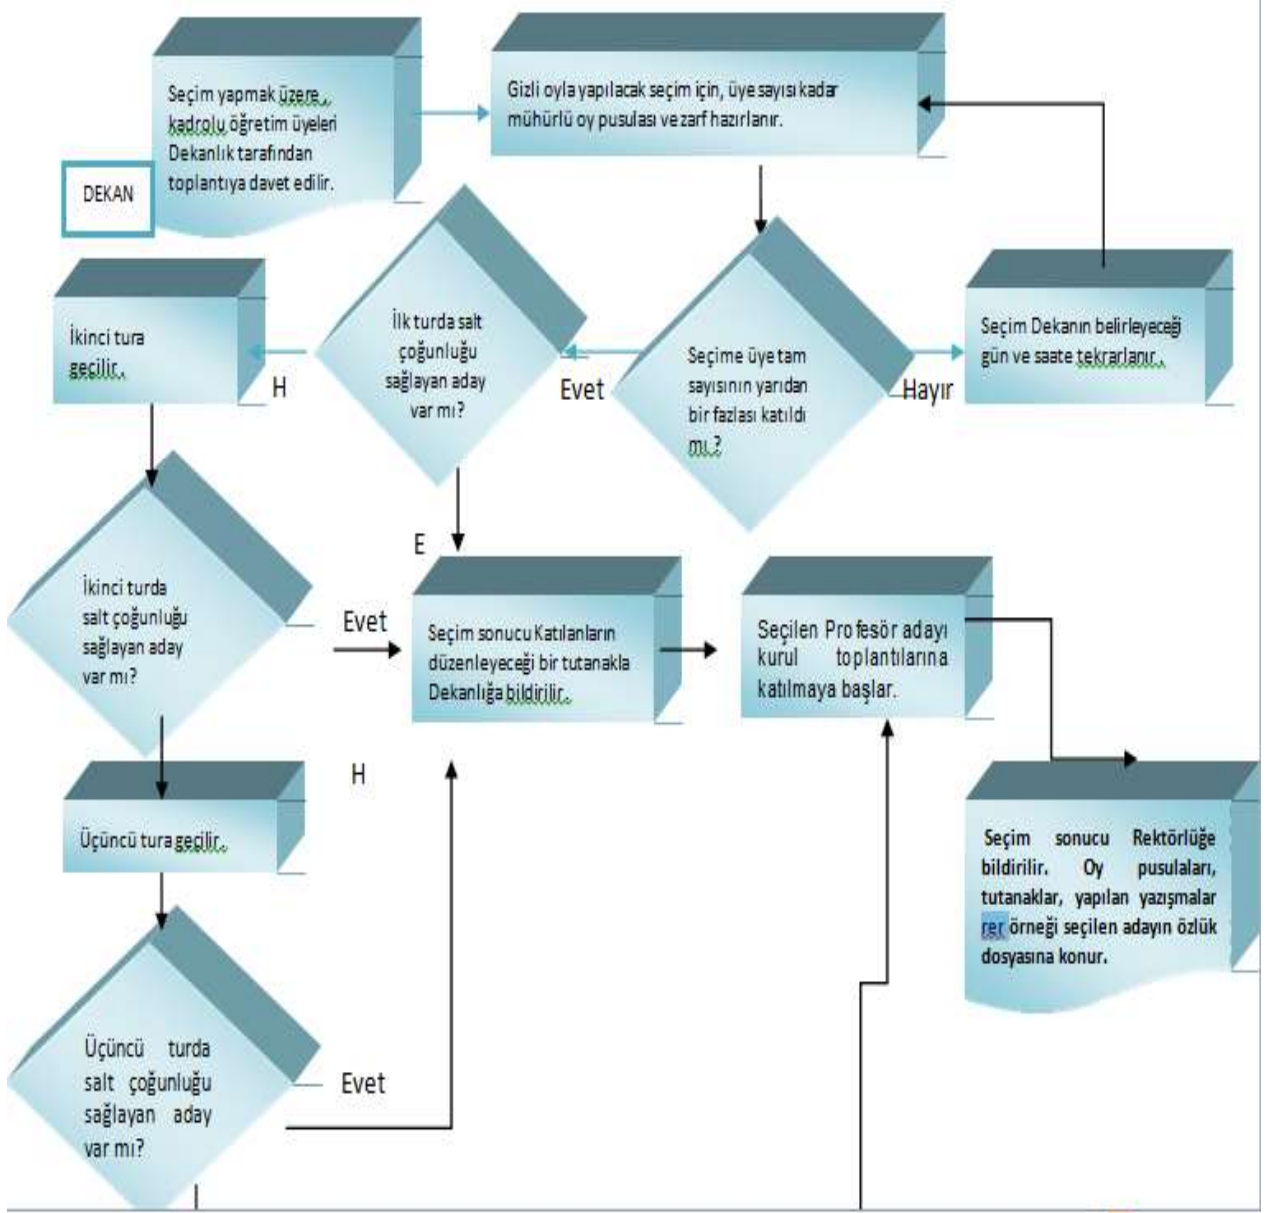 Seçim yapmak üzere ,
kadrolu öğretim üyeleri
Dekanlık tarafından
toplantıya davet edilir.
DEKAN
Gizli oyla yapılacak seçim için, üye sayısı kadar
mühürlü oy pusulası ve zarf hazırlanır.
İkinci tura
geçilir .
H
İlk turda salt
çoğunluğu
sağlayan aday
var mı?
Evet
Seçime üye tam
sayısının yarıdan
bir fazlası katıldı
mı ?
Hayır
Seçim Dekanın belirleyeceği
gün ve saate tekrarlanır .
E
İkinci turda
salt çoğunluğu
sağlayan aday
var mı?
Evet
Seçim sonucu Katılanların
düzenleyeceği bir tutanakla
Dekanlığa bildirilir .
Seçilen Profesör adayı
kurul toplantılarına
katılmaya başlar.
H
Üçüncü tura geçilir .
Seçim sonucu Rektörlüğe
bildirilir. Oy pusulaları,
tutanaklar, yapılan yazışmalar
rer örneği seçilen adayın özlük
dosyasına konur.
Üçüncü turda
salt çoğunluğu
sağlayan aday
var mı?
Evet